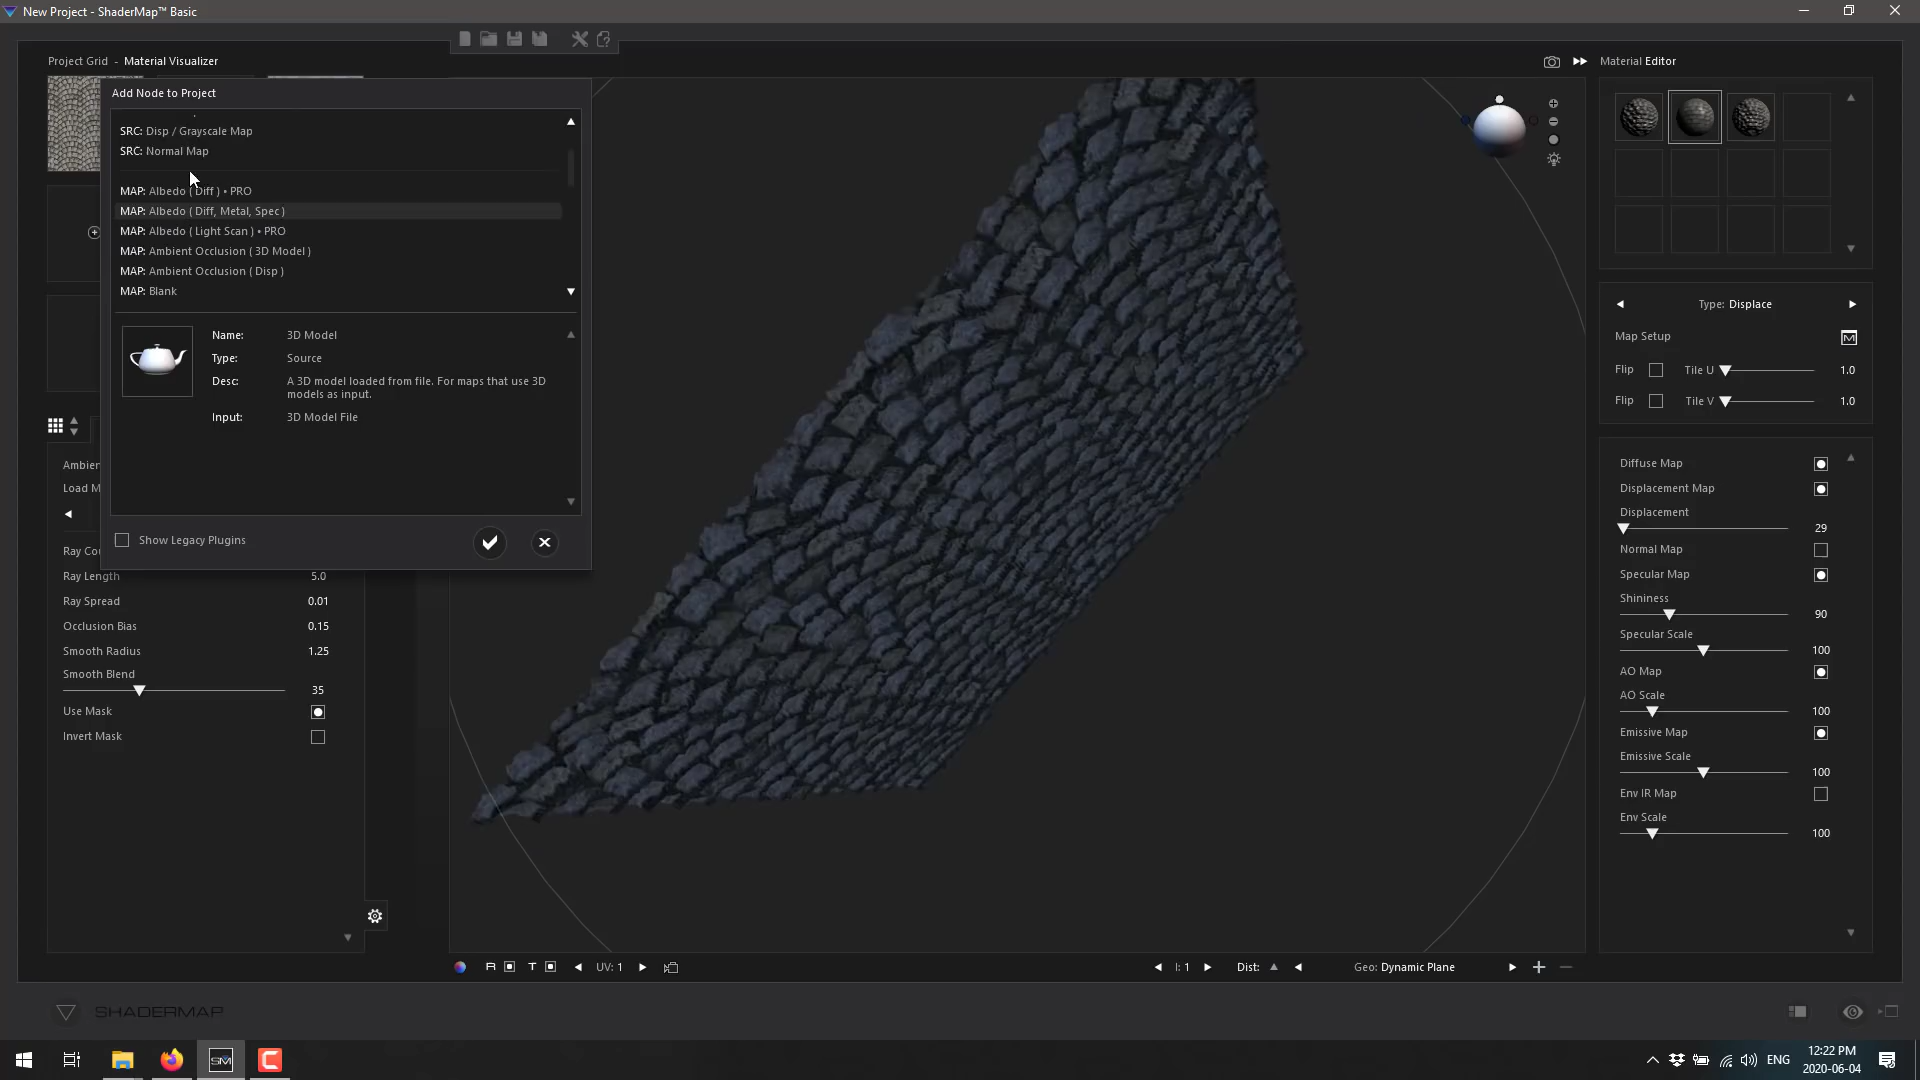 New Project - ShaderMap™ Basic
Project Grid - Material Visualizer
Material Editor
Add Node to Project
SRC: Disp / Grayscale Map
SRC: Normal Map
MAP: Albedo ( Diff ) • PRO
MAP: Albedo ( Diff, Metal, Spec )
MAP: Albedo ( Light Scan ) • PRO
MAP: Ambient Occlusion ( 3D Model )
MAP: Ambient Occlusion ( Disp )
MAP: Blank
Name: 3D Model
Type: Source
Desc: A 3D model loaded from file. For maps that use 3D
models as input.
Input: 3D Model File
Show Legacy Plugins
Ambien
Load M
Ray Cou
Ray Length 5.0
Ray Spread 0.01
Occlusion Bias 0.15
Smooth Radius 1.25
Smooth Blend
35
Use Mask
Invert Mask
Type: Displace
Map Setup
M
Flip Tile U 1.0
Flip Tile V 1.0
Diffuse Map
Displacement Map
Displacement
29
Normal Map
Specular Map
Shininess
90
Specular Scale
100
AO Map
AO Scale
100
Emissive Map
Emissive Scale
100
Env IR Map
Env Scale
100
R T UV: 1 I: 1 Dist: Geo: Dynamic Plane
SHADERMAP
SM C ENG 12:22 PM
2020-06-04